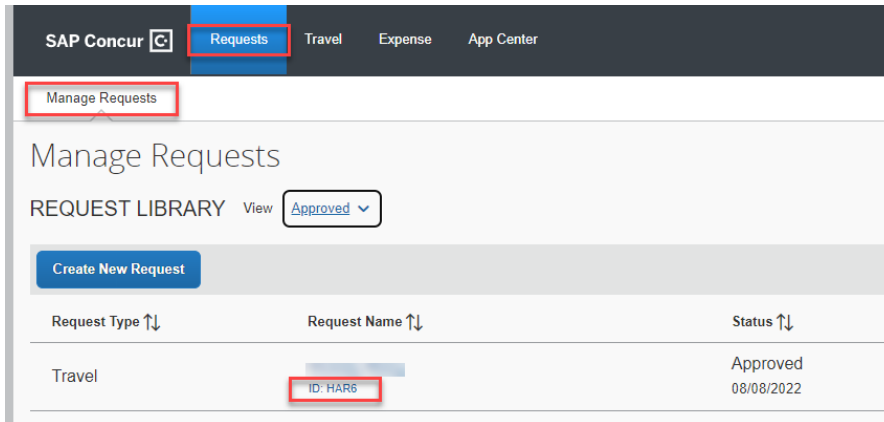 SAP Concur C Requests Travel Expense App Center
Manage Requests
Manage Requests
REQUEST LIBRARY View Approved
Create New Request
Request Type Request Name Status
Travel Approved
ID: HAR6 08/08/2022